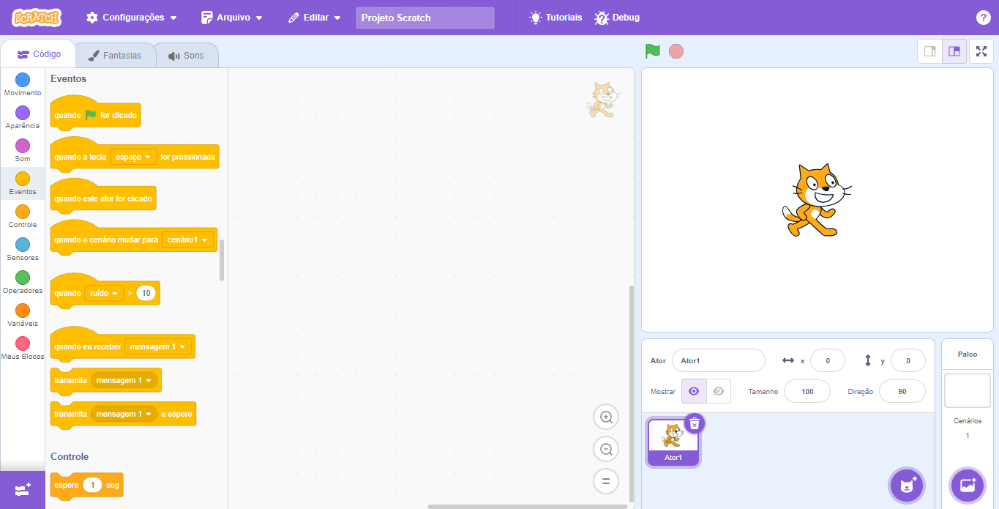 SCRATCH Configurações Arquivo Editar Projeto Scratch Tutoriais Debug ?
Código Fantasias Sons
Movimento
Aparência
Som
Eventos
Controle
Sensores
Operadores
Variáveis
Meus Blocos
Eventos
quando for clicado
quando a tecla espaço for pressionada
quando este ator for clicado
quando o cenário mudar para cenário1
quando ruído > 10
quando eu receber mensagem 1
transmita mensagem 1
transmita mensagem 1 e espere
Controle
espere 1 seg
Ator Ator1 x 0 y 0
Mostrar Tamanho 100 Direção 90
Ator1
Palco
Cenários
1